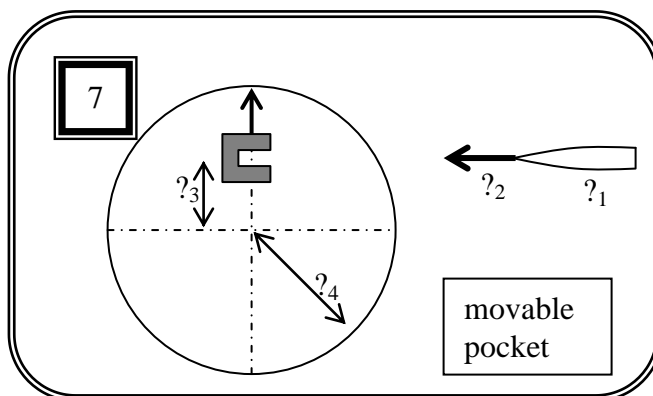 7
?₃
?₂
?₁
?₄
movable
pocket